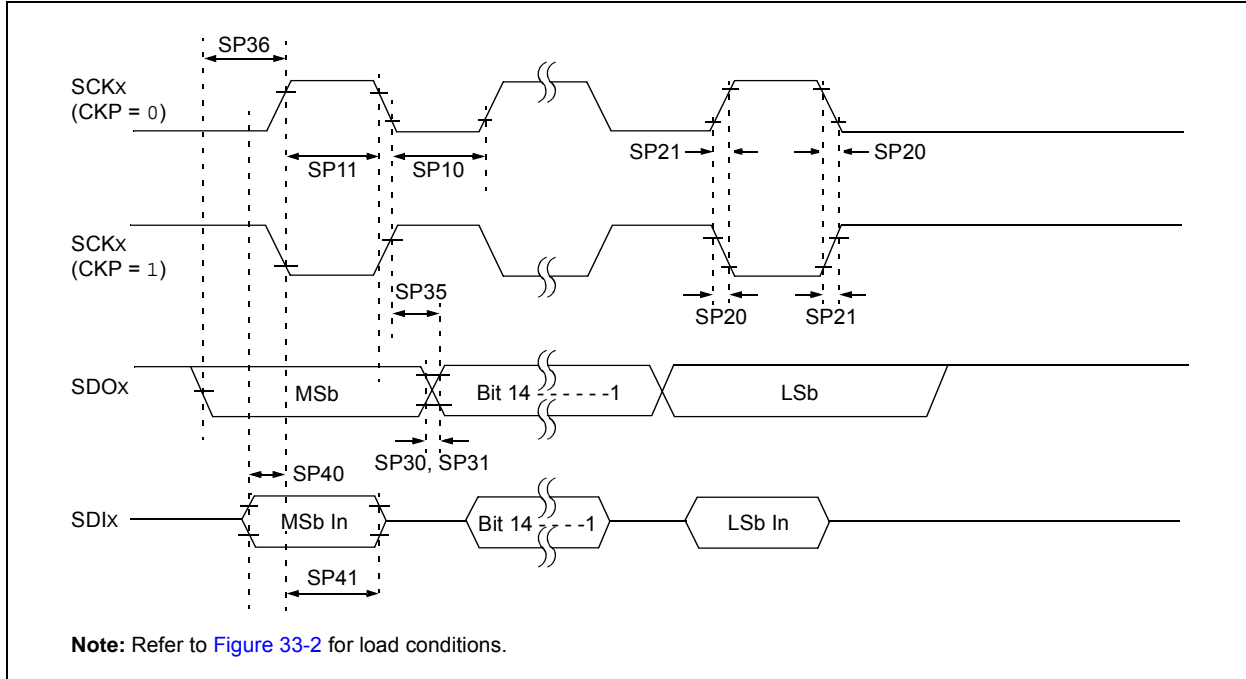 SP36
SCKx
(CKP = 0)
SP11
SP10
SP21
SP20
SCKx
(CKP = 1)
SP35
SP20
SP21
SDOx
MSb
Bit 14 - - - - - -1
LSb
SP30, SP31
SP40
SDIx
MSb In
Bit 14 - - - - -1
LSb In
SP41
Note: Refer to Figure 33-2 for load conditions.